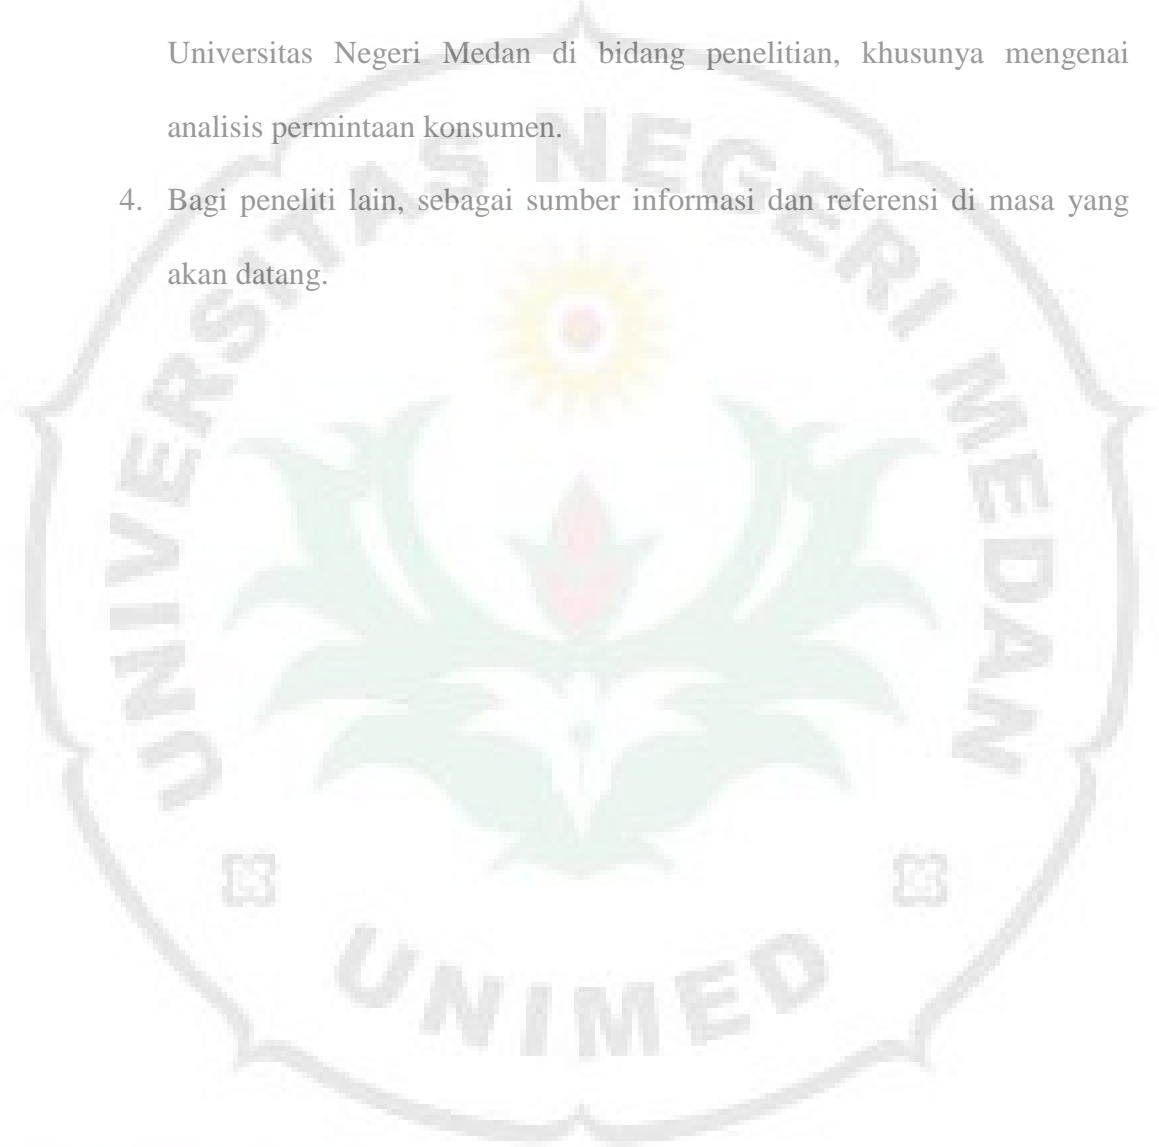 Universitas Negeri Medan di bidang penelitian, khusunya mengenai
analisis permintaan konsumen.
4. Bagi peneliti lain, sebagai sumber informasi dan referensi di masa yang
akan datang.
UNIVERSITAS NEGERI MEDAN
UNIMED